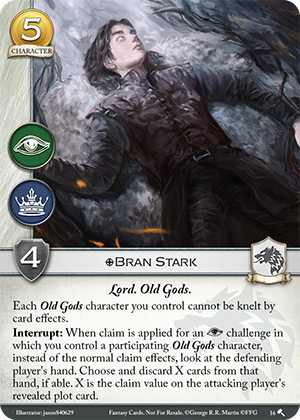 5
CHARACTER
4
Bran Stark
Lord. Old Gods.
Each Old Gods character you control cannot be knelt by
card effects.
Interrupt: When claim is applied for an challenge in
which you control a participating Old Gods character,
instead of the normal claim effects, look at the defending
player's hand. Choose and discard X cards from that
hand, if able. X is the claim value on the attacking player's
revealed plot card.
Illustrator: jason840629 Fantasy Cards. Not For Resale. ©George R.R. Martin ©FFG 16